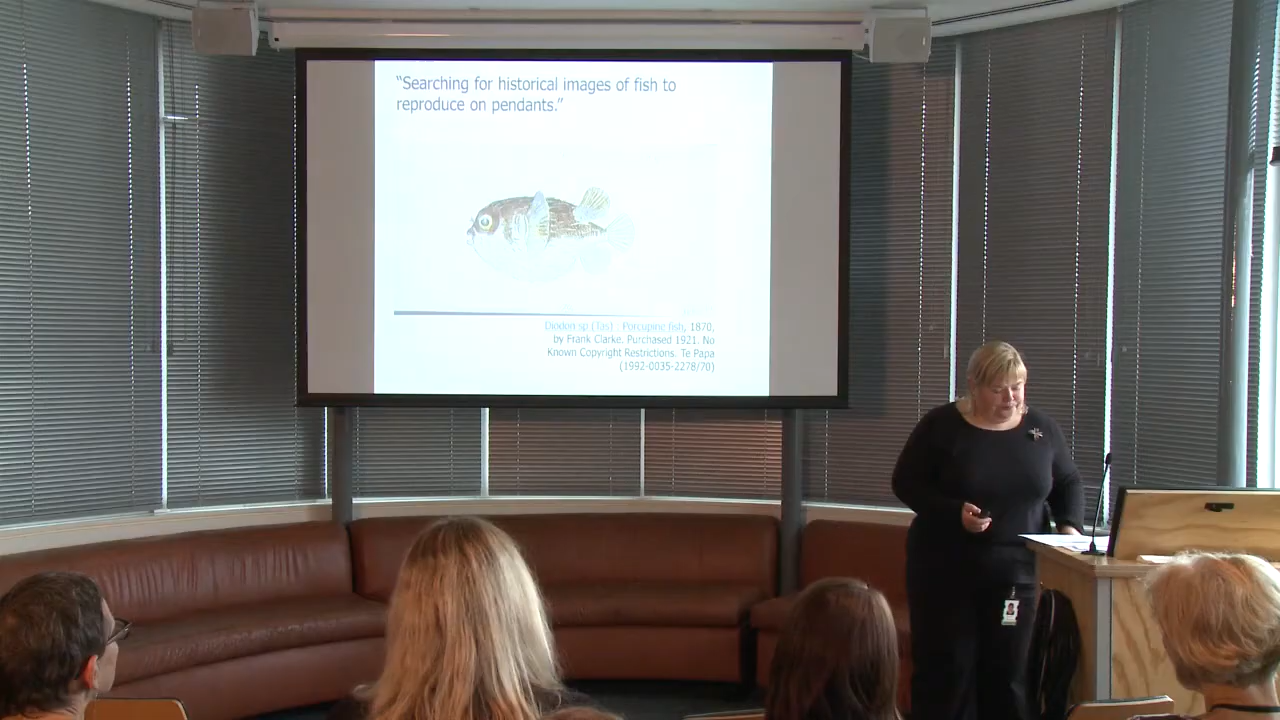 “Searching for historical images of fish to
reproduce on pendants.”
Diodon sp (Tas) . Porcupine fish, 1870,
by Frank Clarke. Purchased 1921. No
Known Copyright Restrictions. Te Papa
(1992-0035-2278/70)